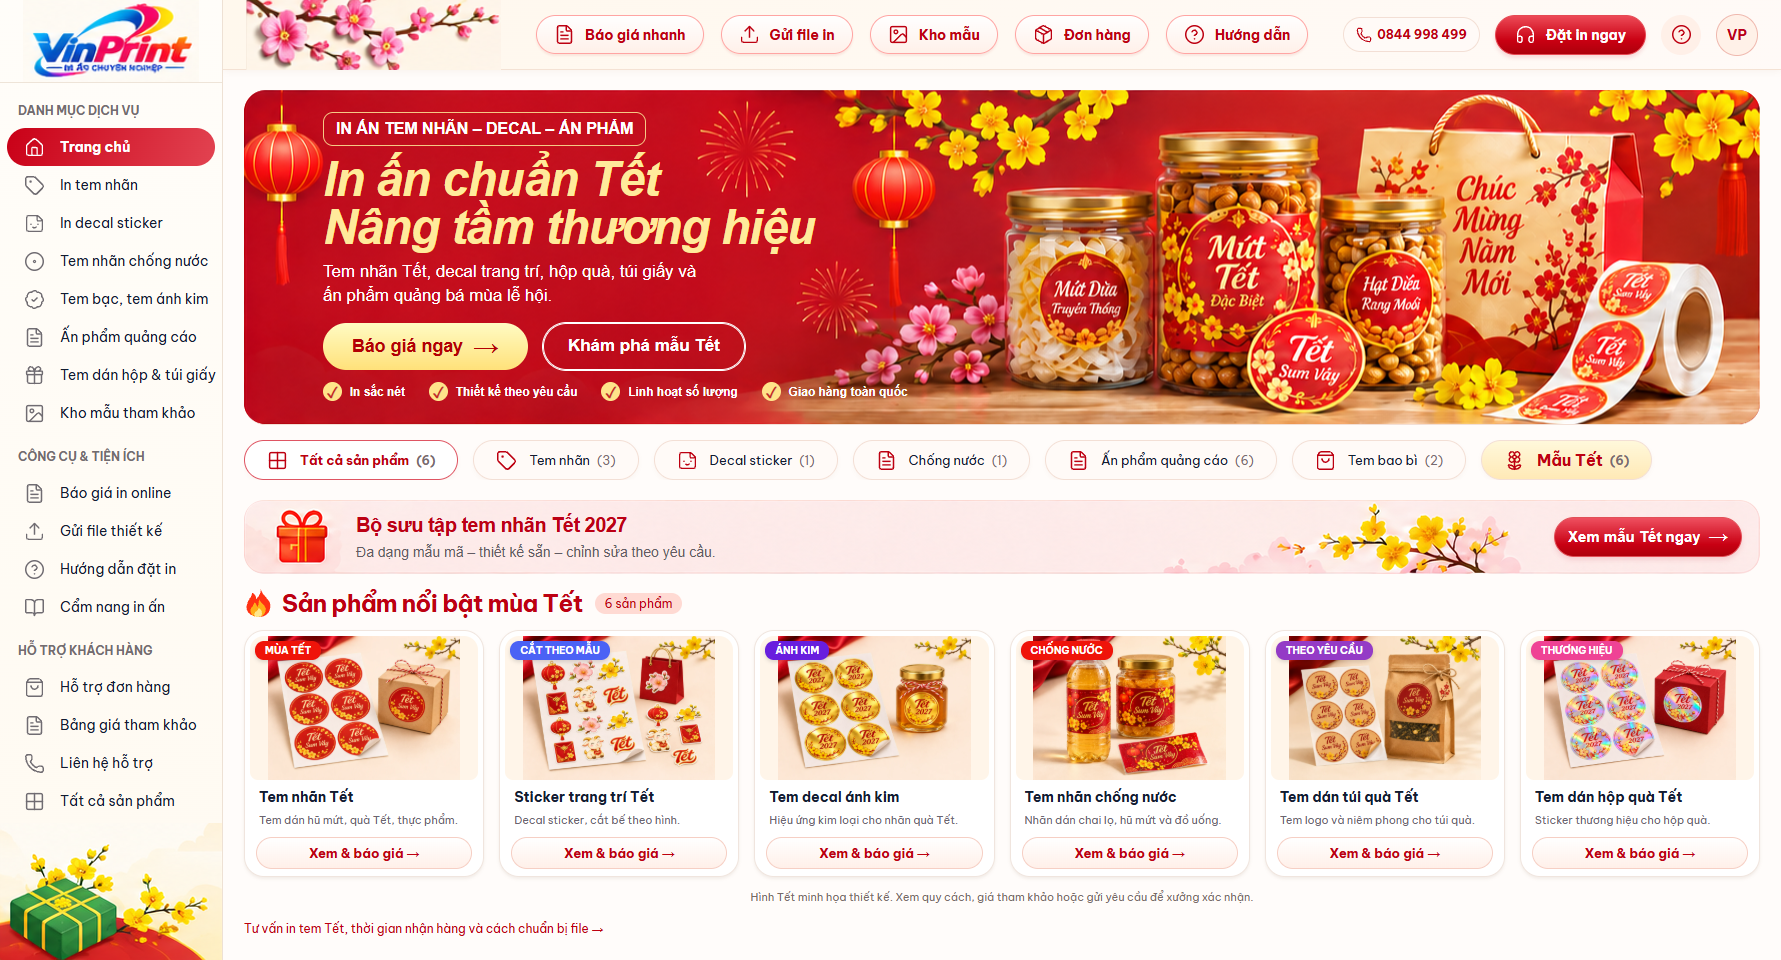 VinPrint
IN ẤN CHUYÊN NGHIỆP
Báo giá nhanh
Gửi file in
Kho mẫu
Đơn hàng
Hướng dẫn
0844 998 499
Đặt in ngay
VP
DANH MỤC DỊCH VỤ
Trang chủ
In tem nhãn
In decal sticker
Tem nhãn chống nước
Tem bạc, tem ánh kim
Ấn phẩm quảng cáo
Tem dán hộp & túi giấy
Kho mẫu tham khảo
CÔNG CỤ & TIỆN ÍCH
Báo giá in online
Gửi file thiết kế
Hướng dẫn đặt in
Cẩm nang in ấn
HỖ TRỢ KHÁCH HÀNG
Hỗ trợ đơn hàng
Bảng giá tham khảo
Liên hệ hỗ trợ
Tất cả sản phẩm
IN ẤN TEM NHÃN – DECAL – ẤN PHẨM
In ấn chuẩn Tết
Nâng tầm thương hiệu
Tem nhãn Tết, decal trang trí, hộp quà, túi giấy và
ấn phẩm quảng bá mùa lễ hội.
Báo giá ngay →
Khám phá mẫu Tết
In sắc nét
Thiết kế theo yêu cầu
Linh hoạt số lượng
Giao hàng toàn quốc
Mứt Dừa
Truyền Thống
Mứt
Tết
Đặc Biệt
Hạt Diều
Rang Muối
Tết
Sum Vầy
Chúc
Mừng
Năm
Mới
Tết
Sum Vầy
Tết
Sum Vầy
Tết
Sum Vầy
Tất cả sản phẩm (6)
Tem nhãn (3)
Decal sticker (1)
Chống nước (1)
Ấn phẩm quảng cáo (6)
Tem bao bì (2)
Mẫu Tết (6)
Bộ sưu tập tem nhãn Tết 2027
Đa dạng mẫu mã – thiết kế sẵn – chỉnh sửa theo yêu cầu.
Xem mẫu Tết ngay →
Sản phẩm nổi bật mùa Tết
6 sản phẩm
MÙA TẾT
Tem nhãn Tết
Tem dán hũ mứt, quà Tết, thực phẩm.
Xem & báo giá →
CẮT THEO MẪU
Sticker trang trí Tết
Decal sticker, cắt bế theo hình.
Xem & báo giá →
ÁNH KIM
Tem decal ánh kim
Hiệu ứng kim loại cho nhãn quà Tết.
Xem & báo giá →
CHỐNG NƯỚC
Tem nhãn chống nước
Nhãn dán chai lọ, hũ mứt và đồ uống.
Xem & báo giá →
THEO YÊU CẦU
Tem dán túi quà Tết
Tem logo và niêm phong cho túi quà.
Xem & báo giá →
THƯƠNG HIỆU
Tem dán hộp quà Tết
Sticker thương hiệu cho hộp quà.
Xem & báo giá →
Hình Tết minh họa thiết kế. Xem quy cách, giá tham khảo hoặc gửi yêu cầu để xưởng xác nhận.
Tư vấn in tem Tết, thời gian nhận hàng và cách chuẩn bị file →